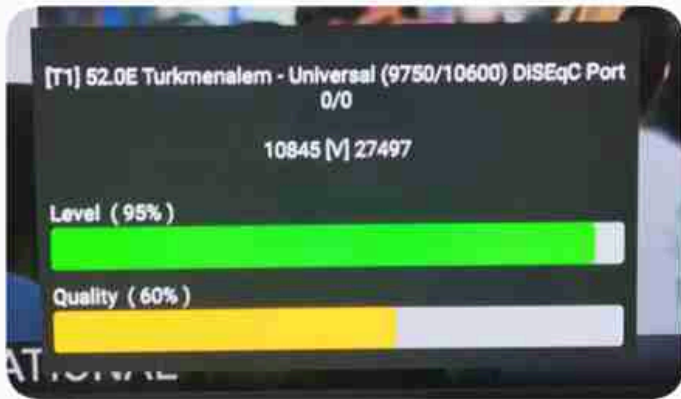 [T1] 52.0E Turkmenalem - Universal (9750/10600) DiSEqC Port
0/0
10845 [V] 27497
Level ( 95% )
Quality ( 60% )